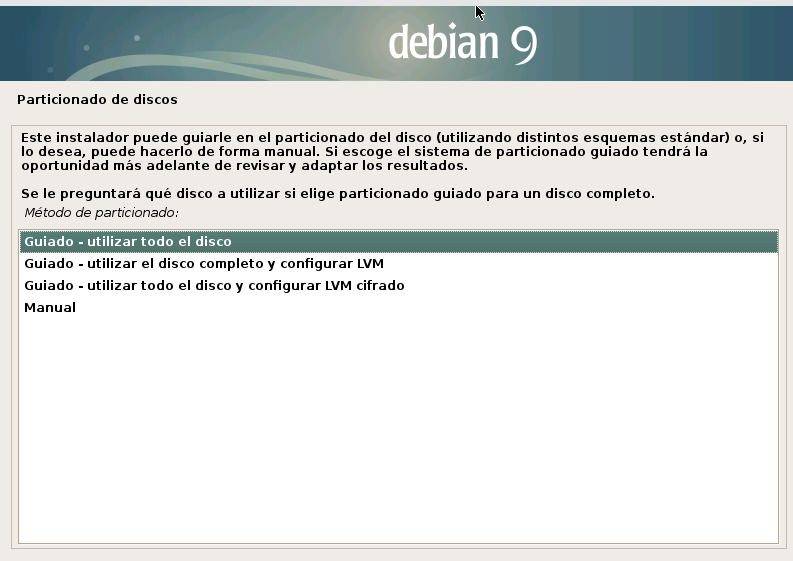 debian 9
Particionado de discos
Este instalador puede guiarle en el particionado del disco (utilizando distintos esquemas estándar) o, si
lo desea, puede hacerlo de forma manual. Si escoge el sistema de particionado guiado tendrá la
oportunidad más adelante de revisar y adaptar los resultados.
Se le preguntará qué disco a utilizar si elige particionado guiado para un disco completo.
Método de particionado:
Guiado - utilizar todo el disco
Guiado - utilizar el disco completo y configurar LVM
Guiado - utilizar todo el disco y configurar LVM cifrado
Manual